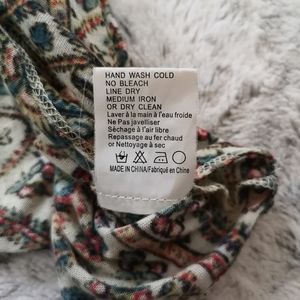 HAND WASH COLD
NO BLEACH
LINE DRY
MEDIUM IRON
OR DRY CLEAN
Laver à la main à l'eau froide
Ne Pas javelliser
Séchage à l'air libre
Repassage au fer chaud
or Nettoyage à sec
MADE IN CHINA/Fabriqué en Chine